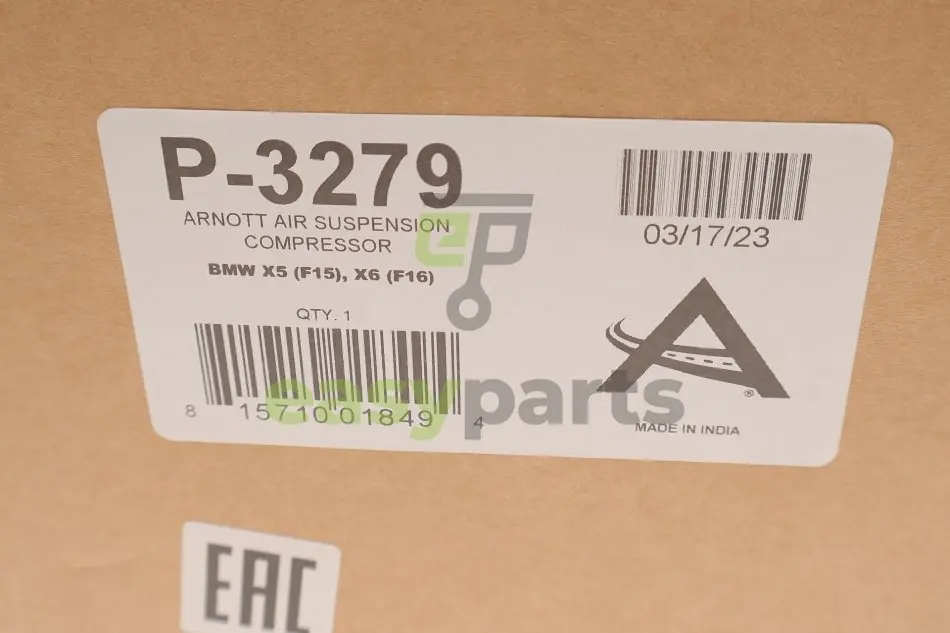 P-3279
ARNOTT AIR SUSPENSION
COMPRESSOR
BMW X5 (F15), X6 (F16)
QTY. 1
8 15710 01849 4
03/17/23
A®
MADE IN INDIA
ep
easyparts
EAC